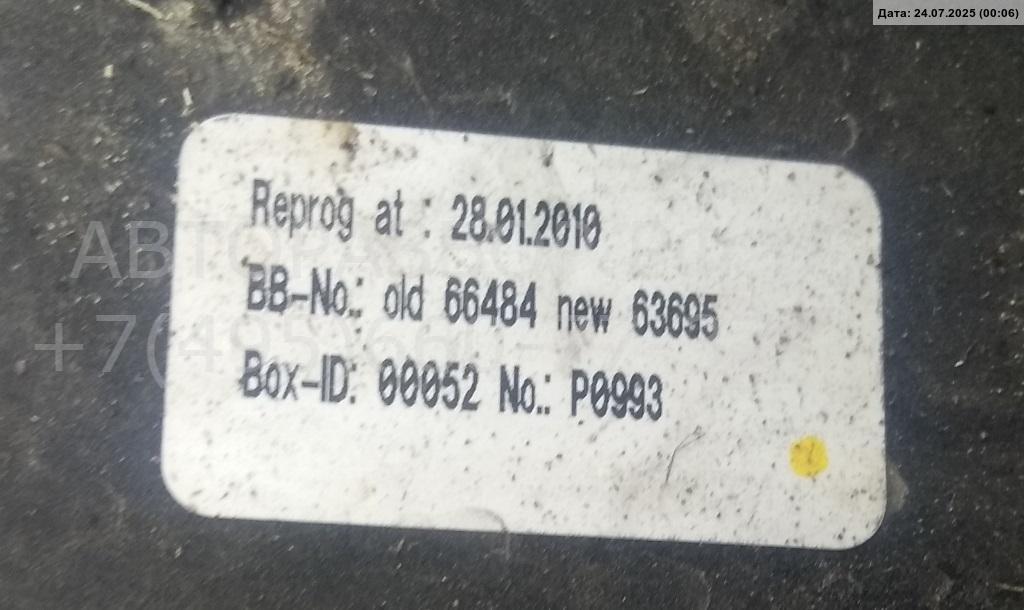 Дата: 24.07.2025 (00:06)
Reprog at : 28.01.2010
BB-No.: old 66484 new 63695
Box-ID: 00052 No.: P0993